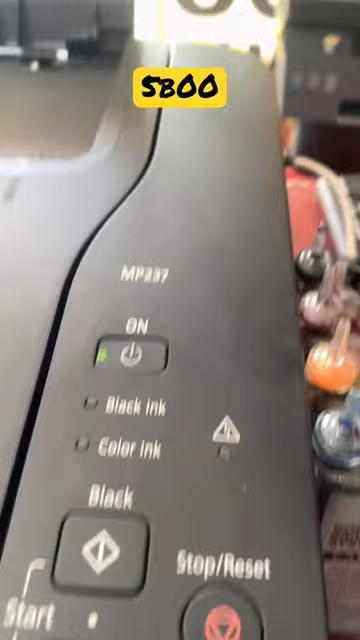 5B00
MP237
ON
Black ink
Color ink
Black
Stop/Reset
Start